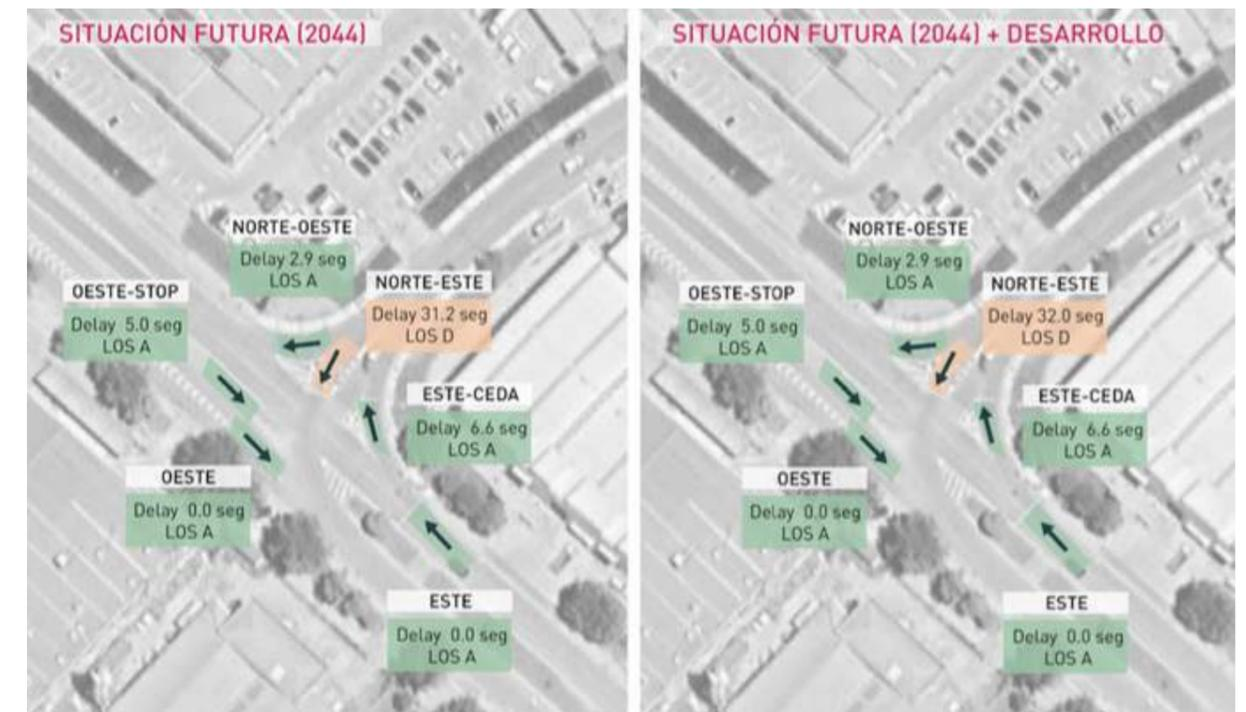 SITUACIÓN FUTURA (2044)
NORTE-OESTE
Delay 2.9 seg
LOS A
NORTE-ESTE
Delay 31.2 seg
LOS D
OESTE-STOP
Delay 5.0 seg
LOS A
ESTE-CEDA
Delay 6.6 seg
LOS A
OESTE
Delay 0.0 seg
LOS A
ESTE
Delay 0.0 seg
LOS A
SITUACIÓN FUTURA (2044) + DESARROLLO
NORTE-OESTE
Delay 2.9 seg
LOS A
NORTE-ESTE
Delay 32.0 seg
LOS D
OESTE-STOP
Delay 5.0 seg
LOS A
ESTE-CEDA
Delay 6.6 seg
LOS A
OESTE
Delay 0.0 seg
LOS A
ESTE
Delay 0.0 seg
LOS A